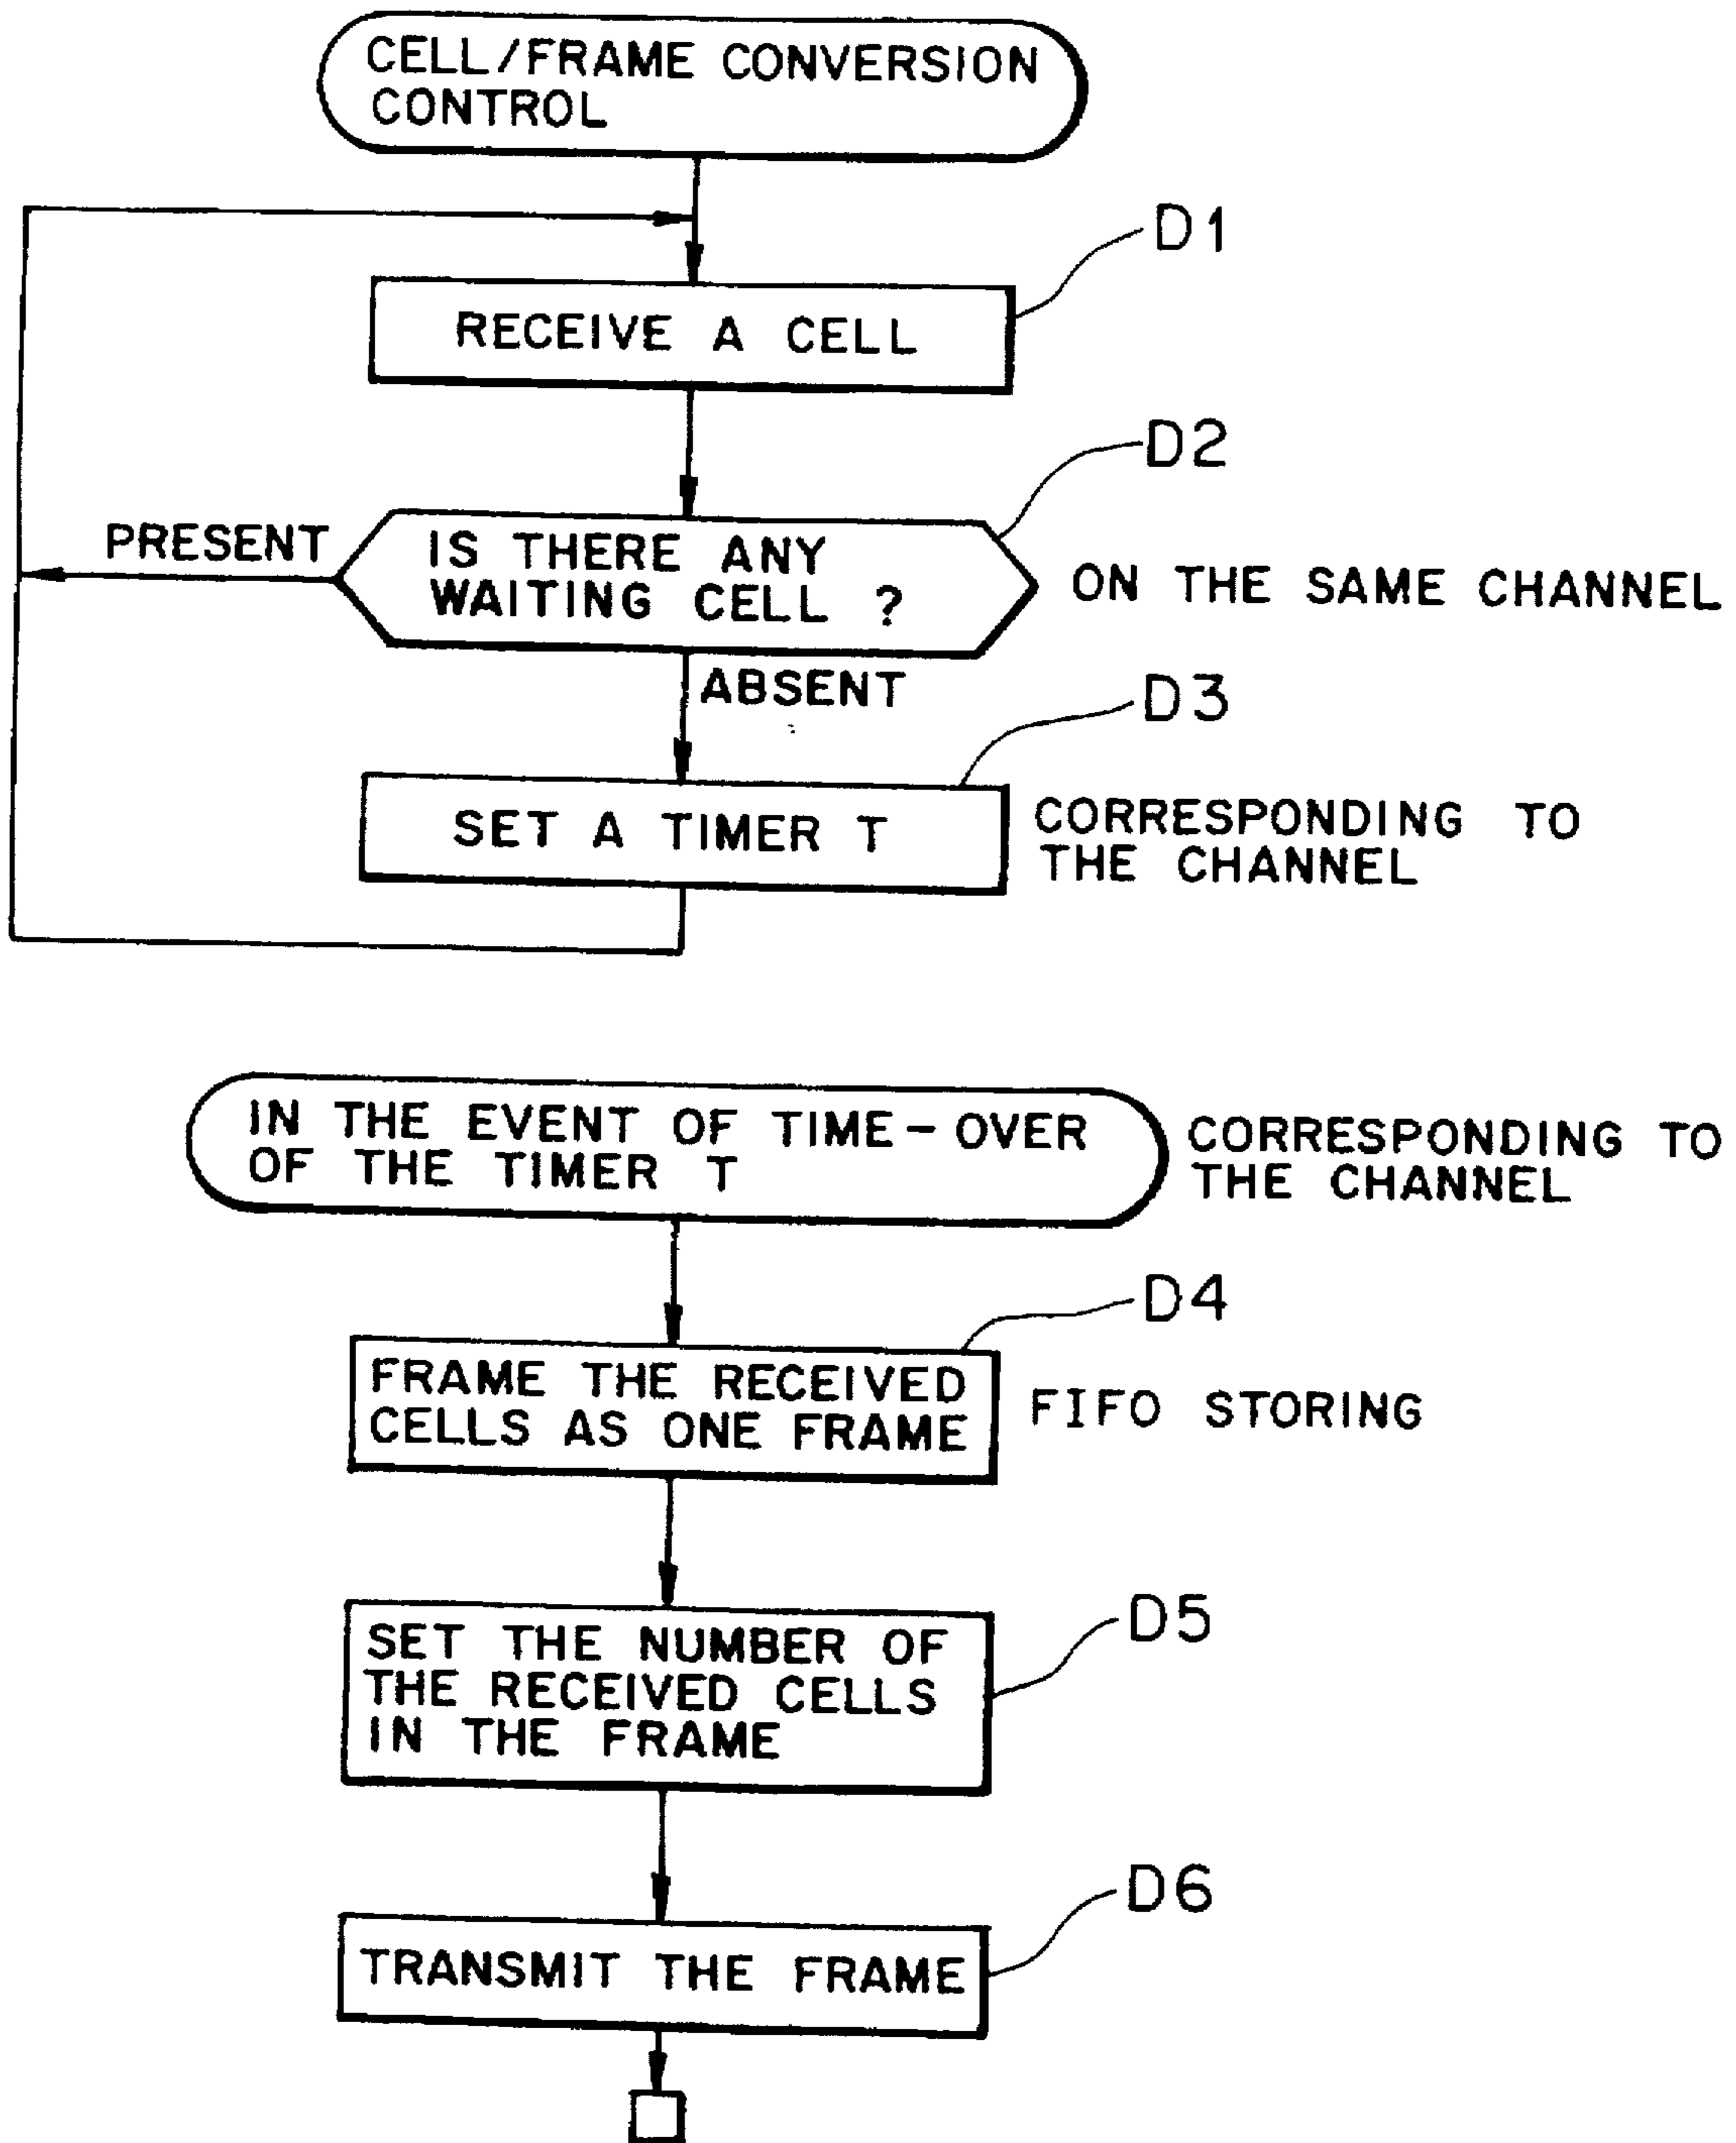 CELL/FRAME CONVERSION
CONTROL
D1
RECEIVE A CELL
D2
PRESENT
IS THERE ANY
WAITING CELL ?
ON THE SAME CHANNEL
ABSENT
D3
SET A TIMER T
CORRESPONDING TO
THE CHANNEL
IN THE EVENT OF TIME-OVER
OF THE TIMER T
CORRESPONDING TO
THE CHANNEL
D4
FRAME THE RECEIVED
CELLS AS ONE FRAME
FIFO STORING
D5
SET THE NUMBER OF
THE RECEIVED CELLS
IN THE FRAME
D6
TRANSMIT THE FRAME